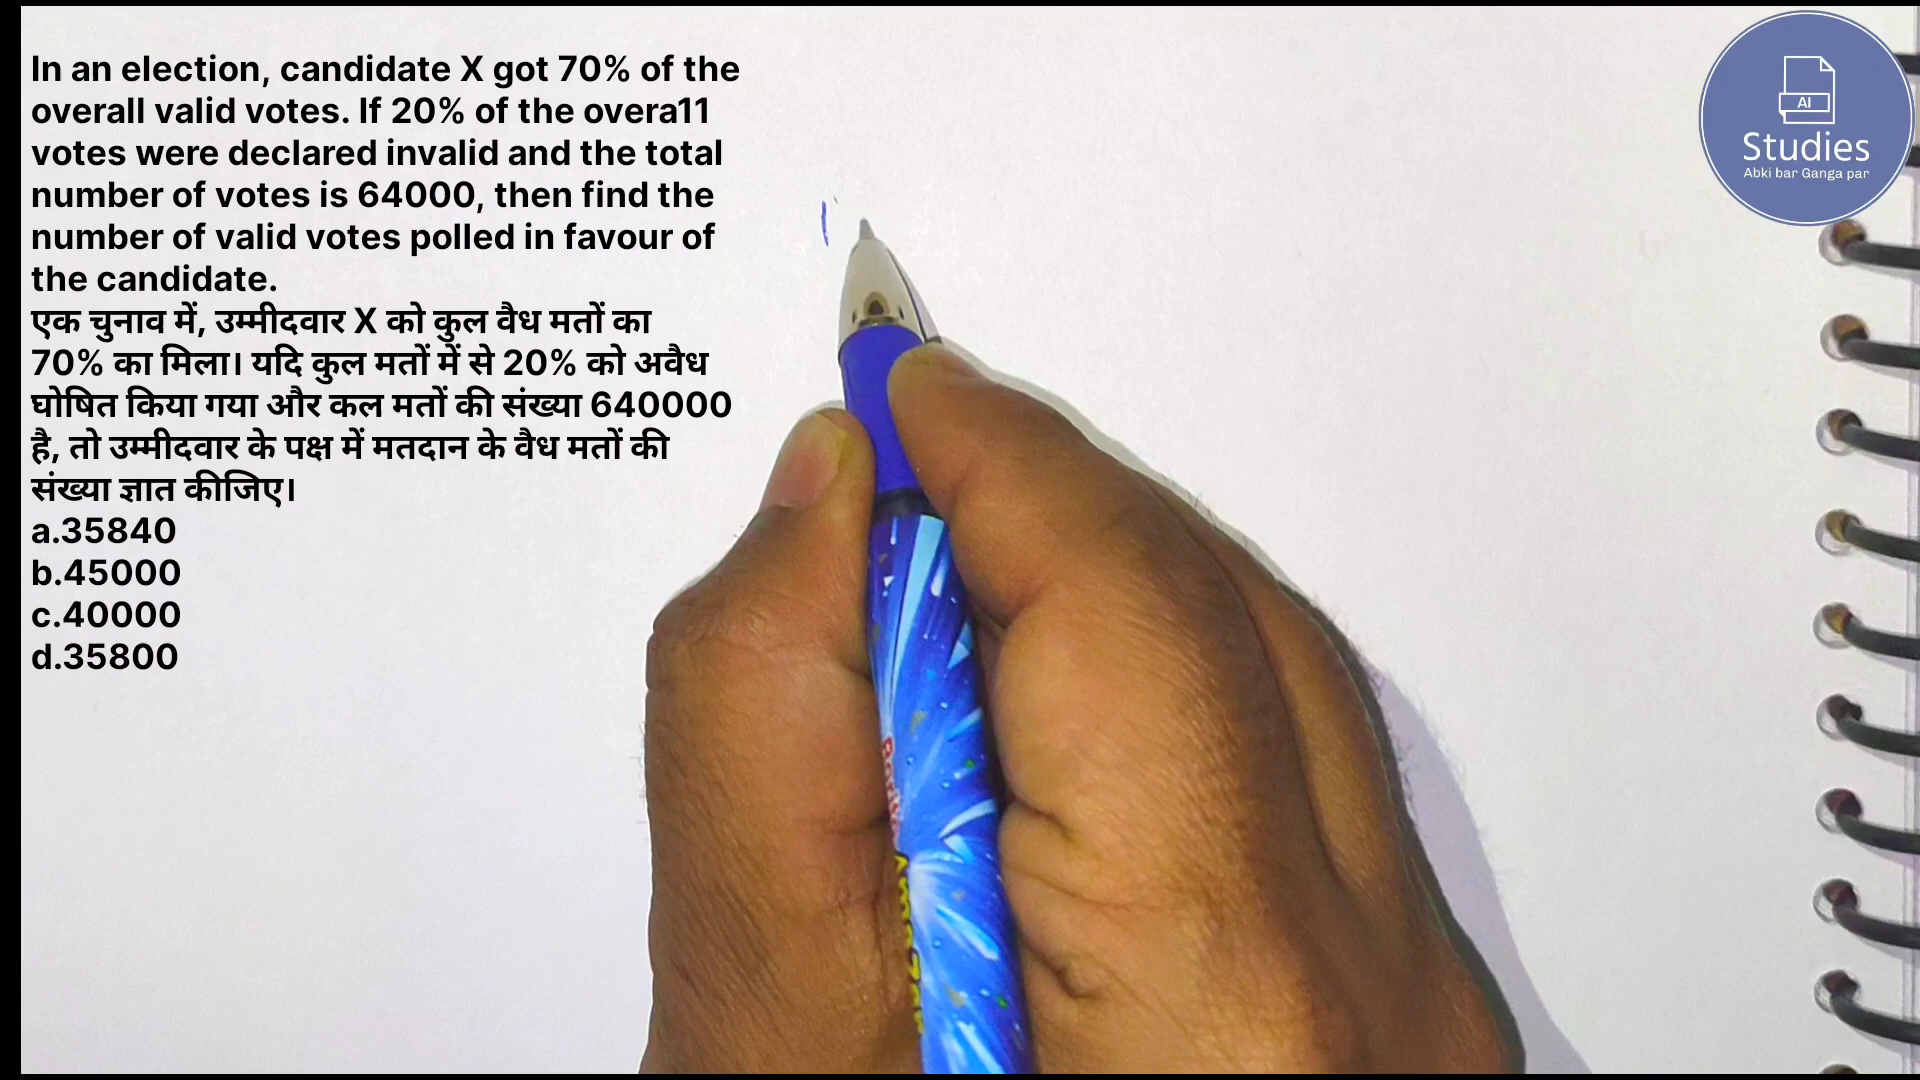 In an election, candidate X got 70% of the
overall valid votes. If 20% of the overa11
votes were declared invalid and the total
number of votes is 64000, then find the
number of valid votes polled in favour of
the candidate.
एक चुनाव में, उम्मीदवार X को कुल वैध मतों का
70% का मिला। यदि कुल मतों में से 20% को अवैध
घोषित किया गया और कल मतों की संख्या 640000
है, तो उम्मीदवार के पक्ष में मतदान के वैध मतों की
संख्या ज्ञात कीजिए।
a.35840
b.45000
c.40000
d.35800
AI
Studies
Abki bar Ganga par